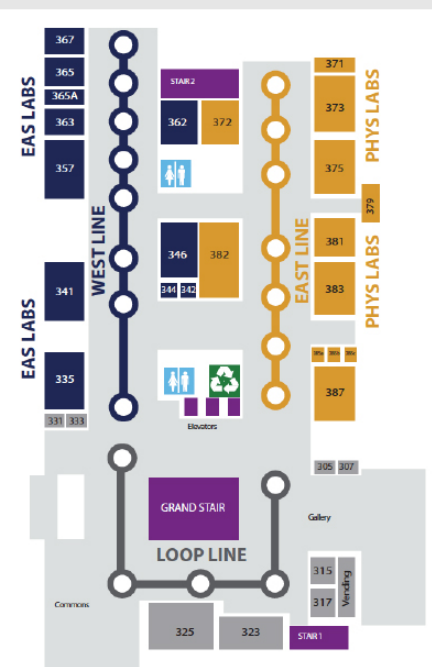 367
365
365A
363
357
EAS LABS
STAIR 2
362
372
371
373
375
PHYS LABS
379
WEST LINE
346
344
342
382
EAST LINE
381
383
PHYS LABS
341
EAS LABS
335
331
333
Elevators
387
305
307
GRAND STAIR
Gallery
LOOP LINE
315
317
Vending
Commons
325
323
STAIR 1